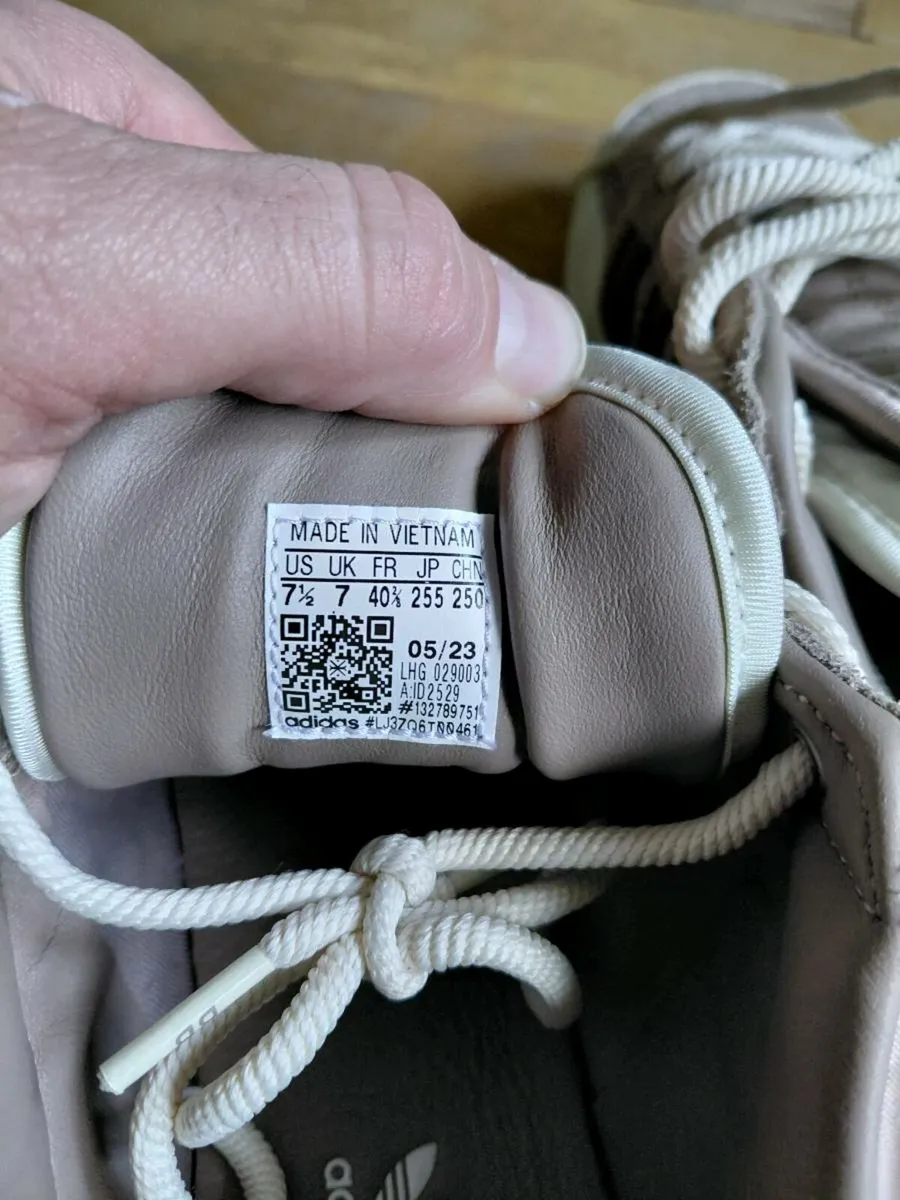 MADE IN VIETNAM
US UK FR JP CHN
7½ 7 40⅔ 255 250
05/23
LHG 029003
A:ID2529
#132789751
adidas #LJ3ZQ6TN0461